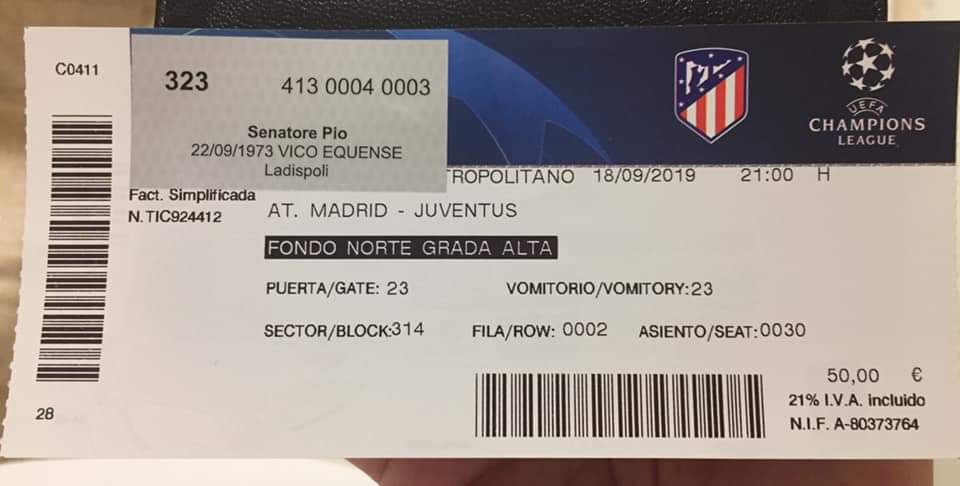 C0411
323 413 0004 0003
Senatore Pio
22/09/1973 VICO EQUENSE
Ladispoli
UEFA
CHAMPIONS
LEAGUE
TROPOLITANO 18/09/2019 21:00 H
Fact. Simplificada
N.TIC924412
AT. MADRID - JUVENTUS
FONDO NORTE GRADA ALTA
PUERTA/GATE: 23 VOMITORIO/VOMITORY:23
SECTOR/BLOCK:314 FILA/ROW: 0002 ASIENTO/SEAT:0030
50,00 €
21% I.V.A. incluido
N.I.F. A-80373764
28